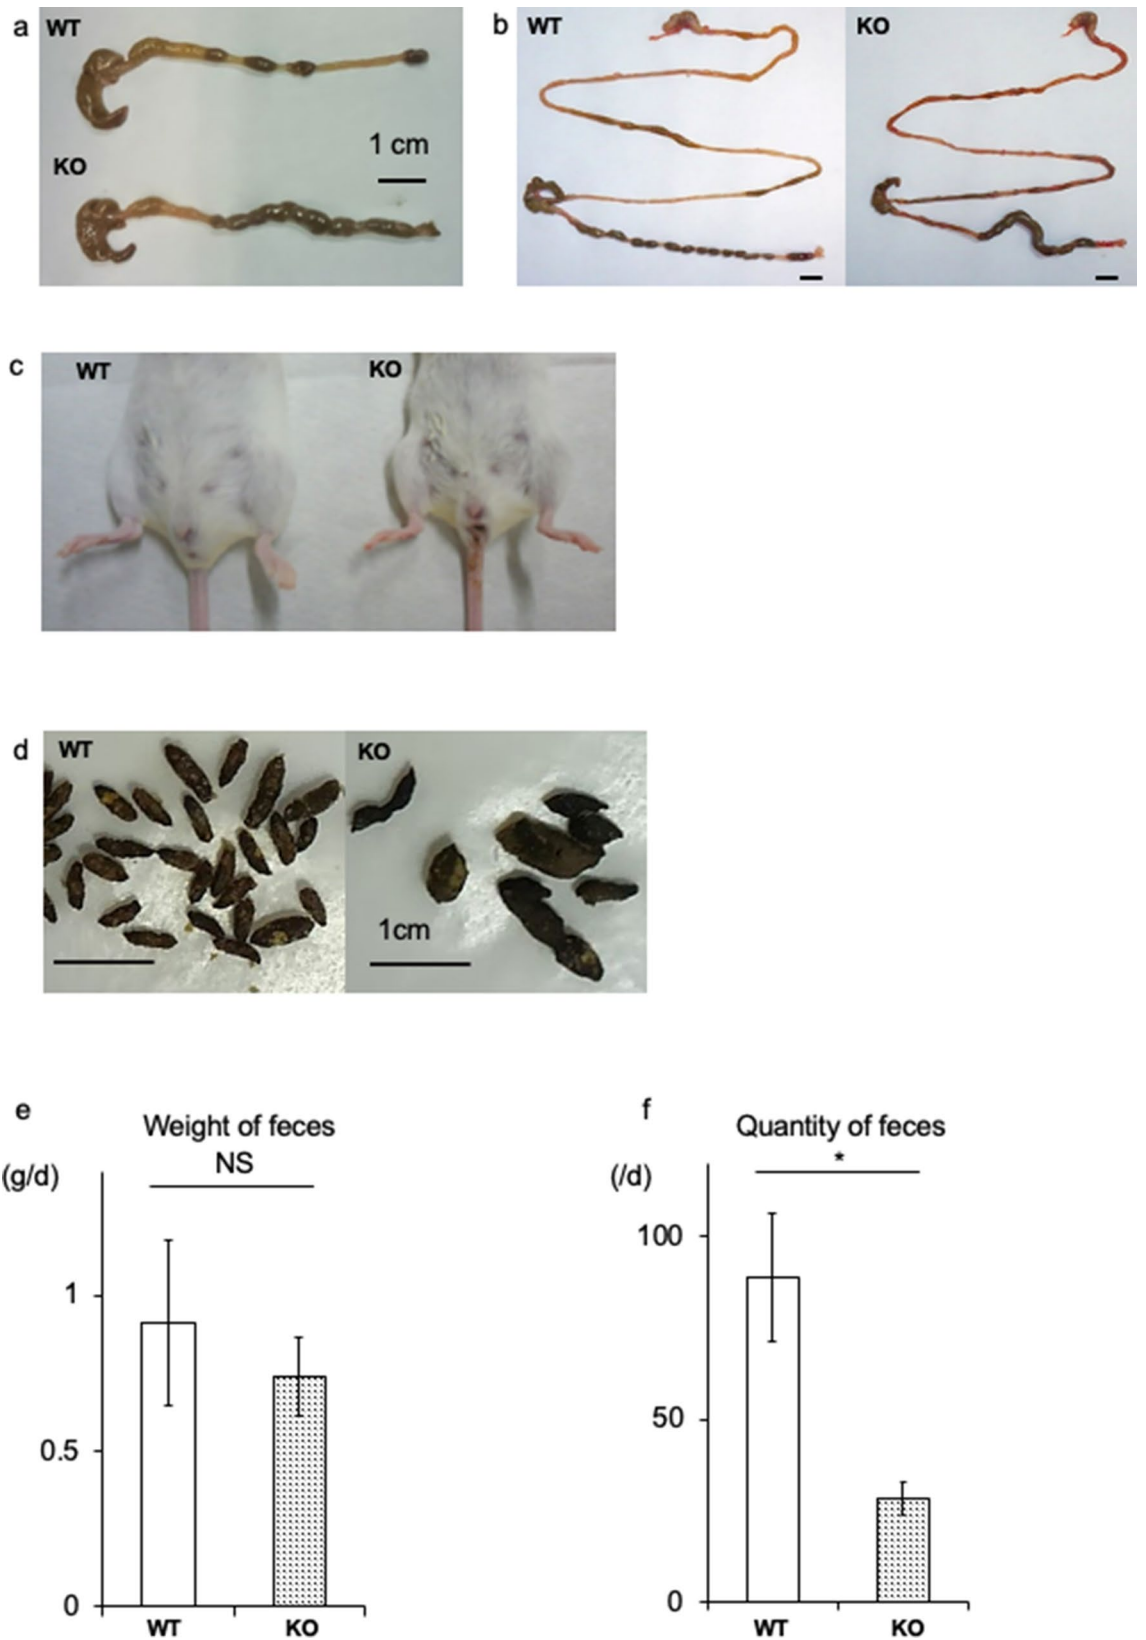 a
WT
1 cm
KO
b
WT
KO
c
WT
KO
d
WT
KO
1cm
e
Weight of feces
NS
(g/d)
1
0.5
0
WT
KO
f
Quantity of feces
*
(/d)
100
50
0
WT
KO